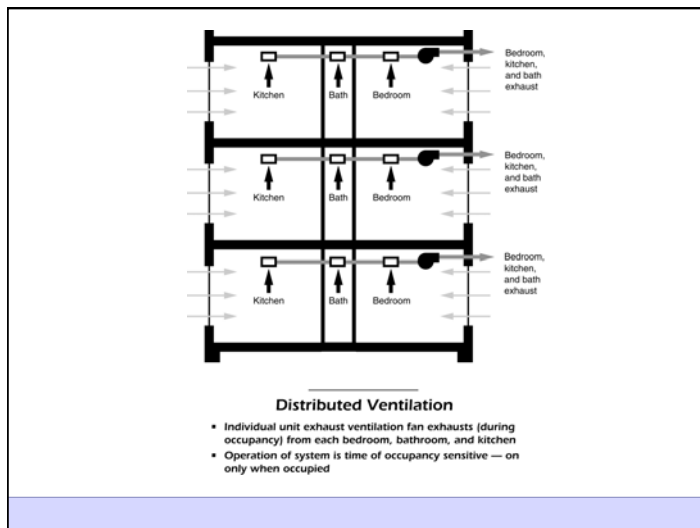 Bedroom,
kitchen,
and bath
exhaust
Kitchen
Bath
Bedroom
Bedroom,
kitchen,
and bath
exhaust
Kitchen
Bath
Bedroom
Bedroom,
kitchen,
and bath
exhaust
Kitchen
Bath
Bedroom
Distributed Ventilation
▪ Individual unit exhaust ventilation fan exhausts (during
occupancy) from each bedroom, bathroom, and kitchen
▪ Operation of system is time of occupancy sensitive — on
only when occupied